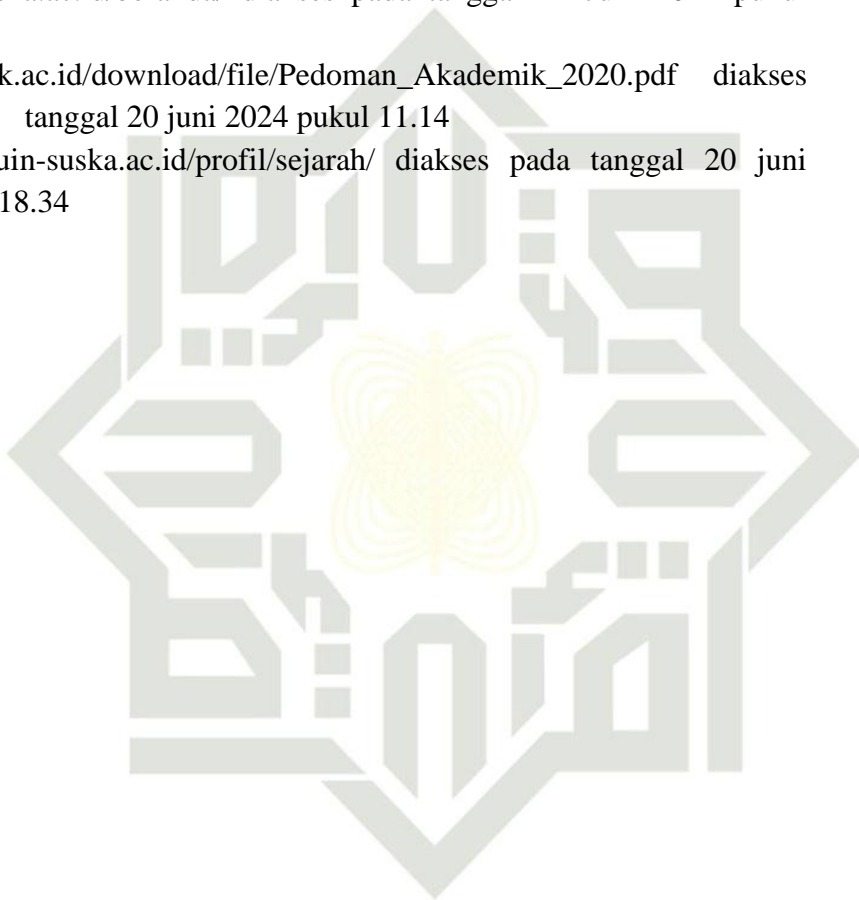 k.ac.id/download/file/Pedoman_Akademik_2020.pdf diakses
tanggal 20 juni 2024 pukul 11.14
uin-suska.ac.id/profil/sejarah/ diakses pada tanggal 20 juni
18.34